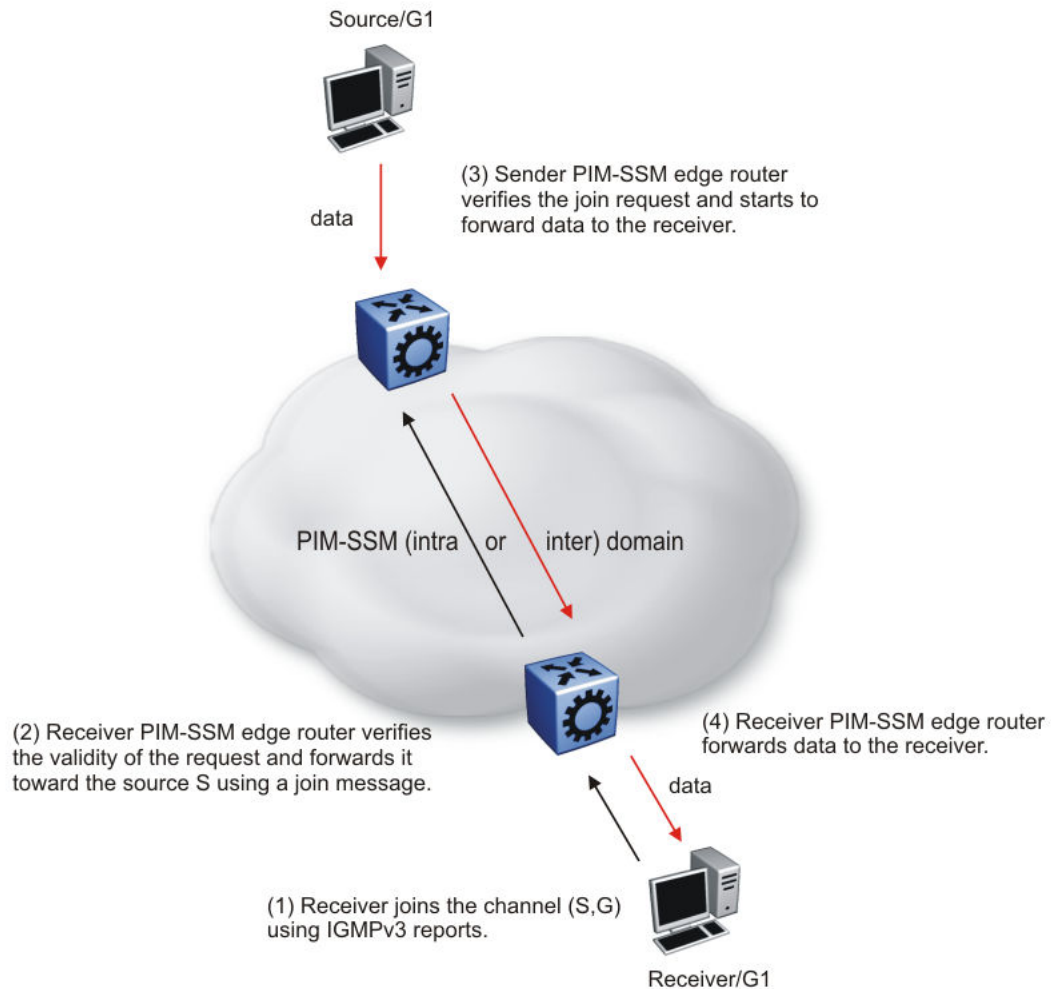 Source/G1
(3) Sender PIM-SSM edge router
verifies the join request and starts to
forward data to the receiver.
data
PIM-SSM (intra or inter) domain
(2) Receiver PIM-SSM edge router verifies
the validity of the request and forwards it
toward the source S using a join message.
(4) Receiver PIM-SSM edge router
forwards data to the receiver.
data
(1) Receiver joins the channel (S,G)
using IGMPv3 reports.
Receiver/G1